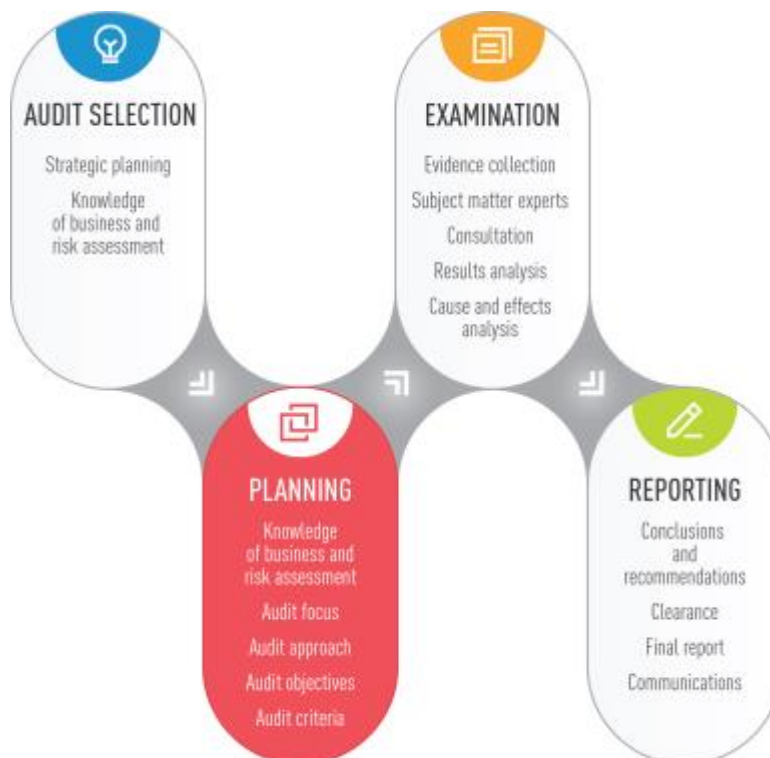 AUDIT SELECTION
Strategic planning
Knowledge
of business and
risk assessment
PLANNING
Knowledge
of business and
risk assessment
Audit focus
Audit approach
Audit objectives
Audit criteria
EXAMINATION
Evidence collection
Subject matter experts
Consultation
Results analysis
Cause and effects
analysis
REPORTING
Conclusions
and
recommendations
Clearance
Final report
Communications